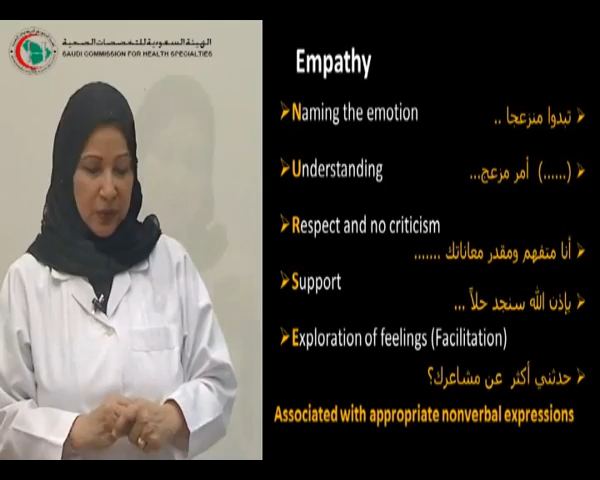 الهيئة السعودية للتخصصات الصحية
SAUDI COMMISSION FOR HEALTH SPECIALTIES
Empathy
➢Naming the emotion
➢ تبدوا منزعجا ..
➢Understanding
➢ (......) أمر مزعج...
➢Respect and no criticism
➢ أنا متفهم ومقدر معاناتك .......
➢Support
➢ بإذن الله سنجد حلاً ...
➢Exploration of feelings (Facilitation)
➢ حدثني أكثر عن مشاعرك؟
Associated with appropriate nonverbal expressions